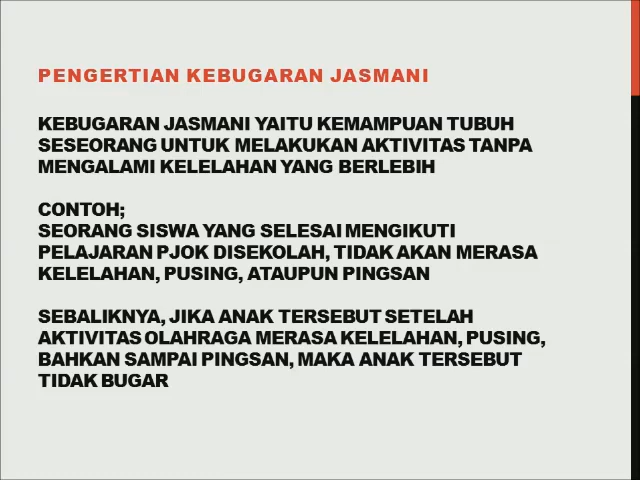 PENGERTIAN KEBUGARAN JASMANI
KEBUGARAN JASMANI YAITU KEMAMPUAN TUBUH
SESEORANG UNTUK MELAKUKAN AKTIVITAS TANPA
MENGALAMI KELELAHAN YANG BERLEBIH
CONTOH;
SEORANG SISWA YANG SELESAI MENGIKUTI
PELAJARAN PJOK DISEKOLAH, TIDAK AKAN MERASA
KELELAHAN, PUSING, ATAUPUN PINGSAN
SEBALIKNYA, JIKA ANAK TERSEBUT SETELAH
AKTIVITAS OLAHRAGA MERASA KELELAHAN, PUSING,
BAHKAN SAMPAI PINGSAN, MAKA ANAK TERSEBUT
TIDAK BUGAR